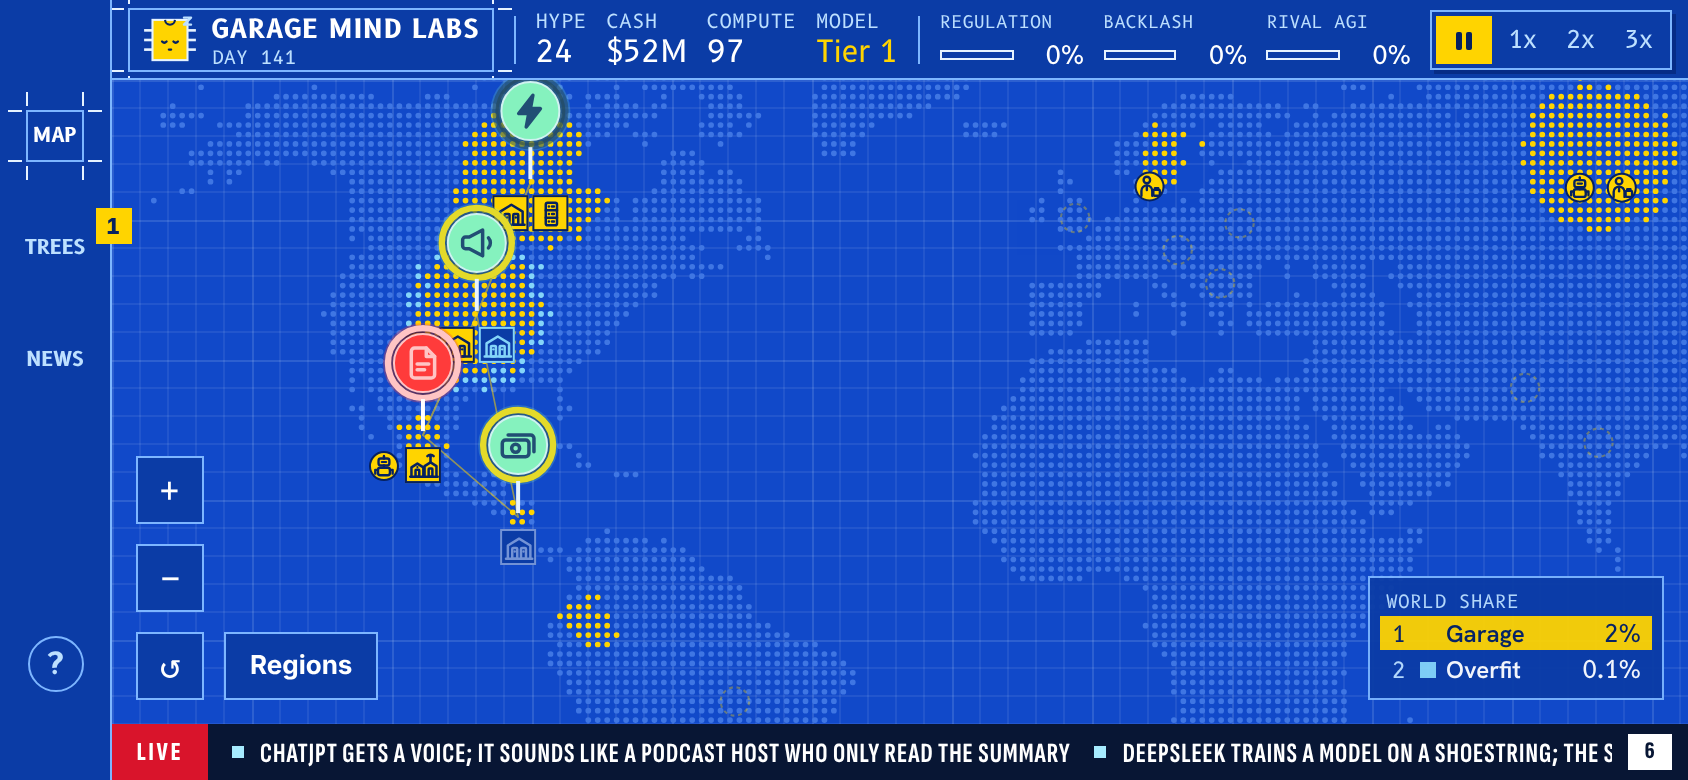 GARAGE MIND LABS
DAY 141
HYPE
24
CASH
$52M
COMPUTE
97
MODEL
Tier 1
REGULATION
0%
BACKLASH
0%
RIVAL AGI
0%
1x
2x
3x
MAP
1
TREES
NEWS
+
−
↺
Regions
?
WORLD SHARE
1 Garage 2%
2 Overfit 0.1%
LIVE
CHATJPT GETS A VOICE; IT SOUNDS LIKE A PODCAST HOST WHO ONLY READ THE SUMMARY
DEEPSLEEK TRAINS A MODEL ON A SHOESTRING; THE S
6